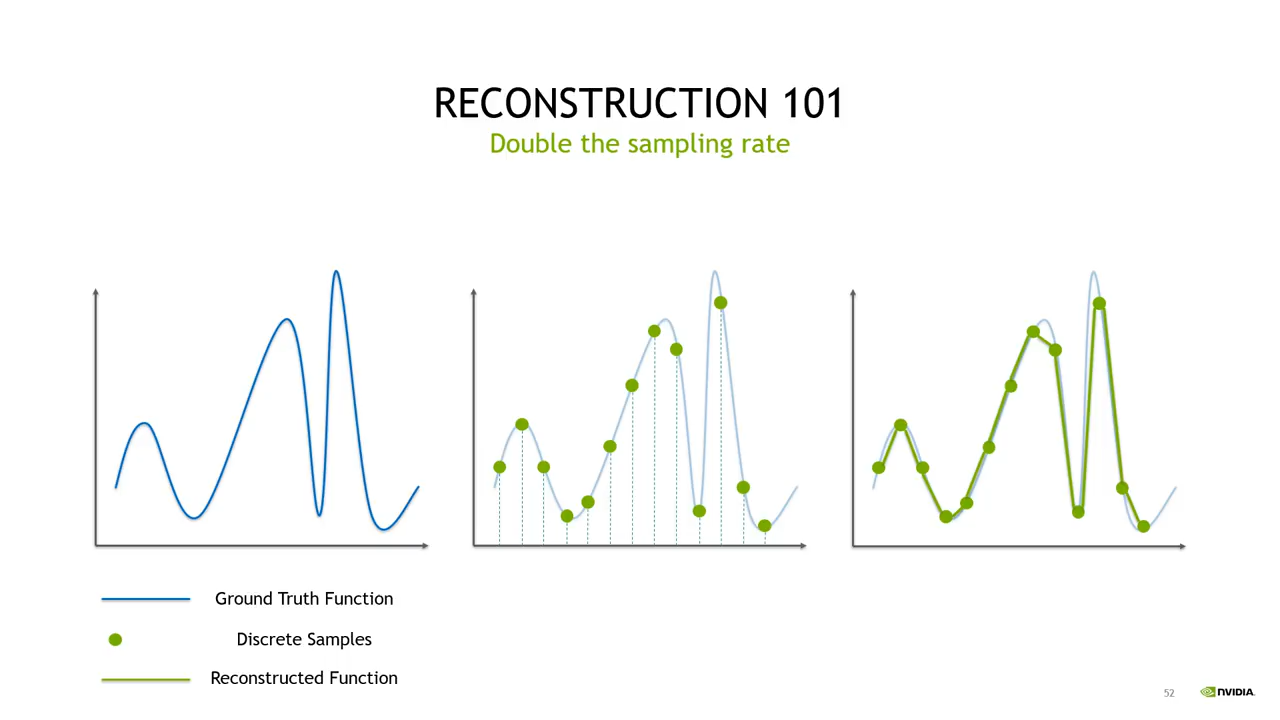 RECONSTRUCTION 101
Double the sampling rate
Ground Truth Function
Discrete Samples
Reconstructed Function
52
NVIDIA.